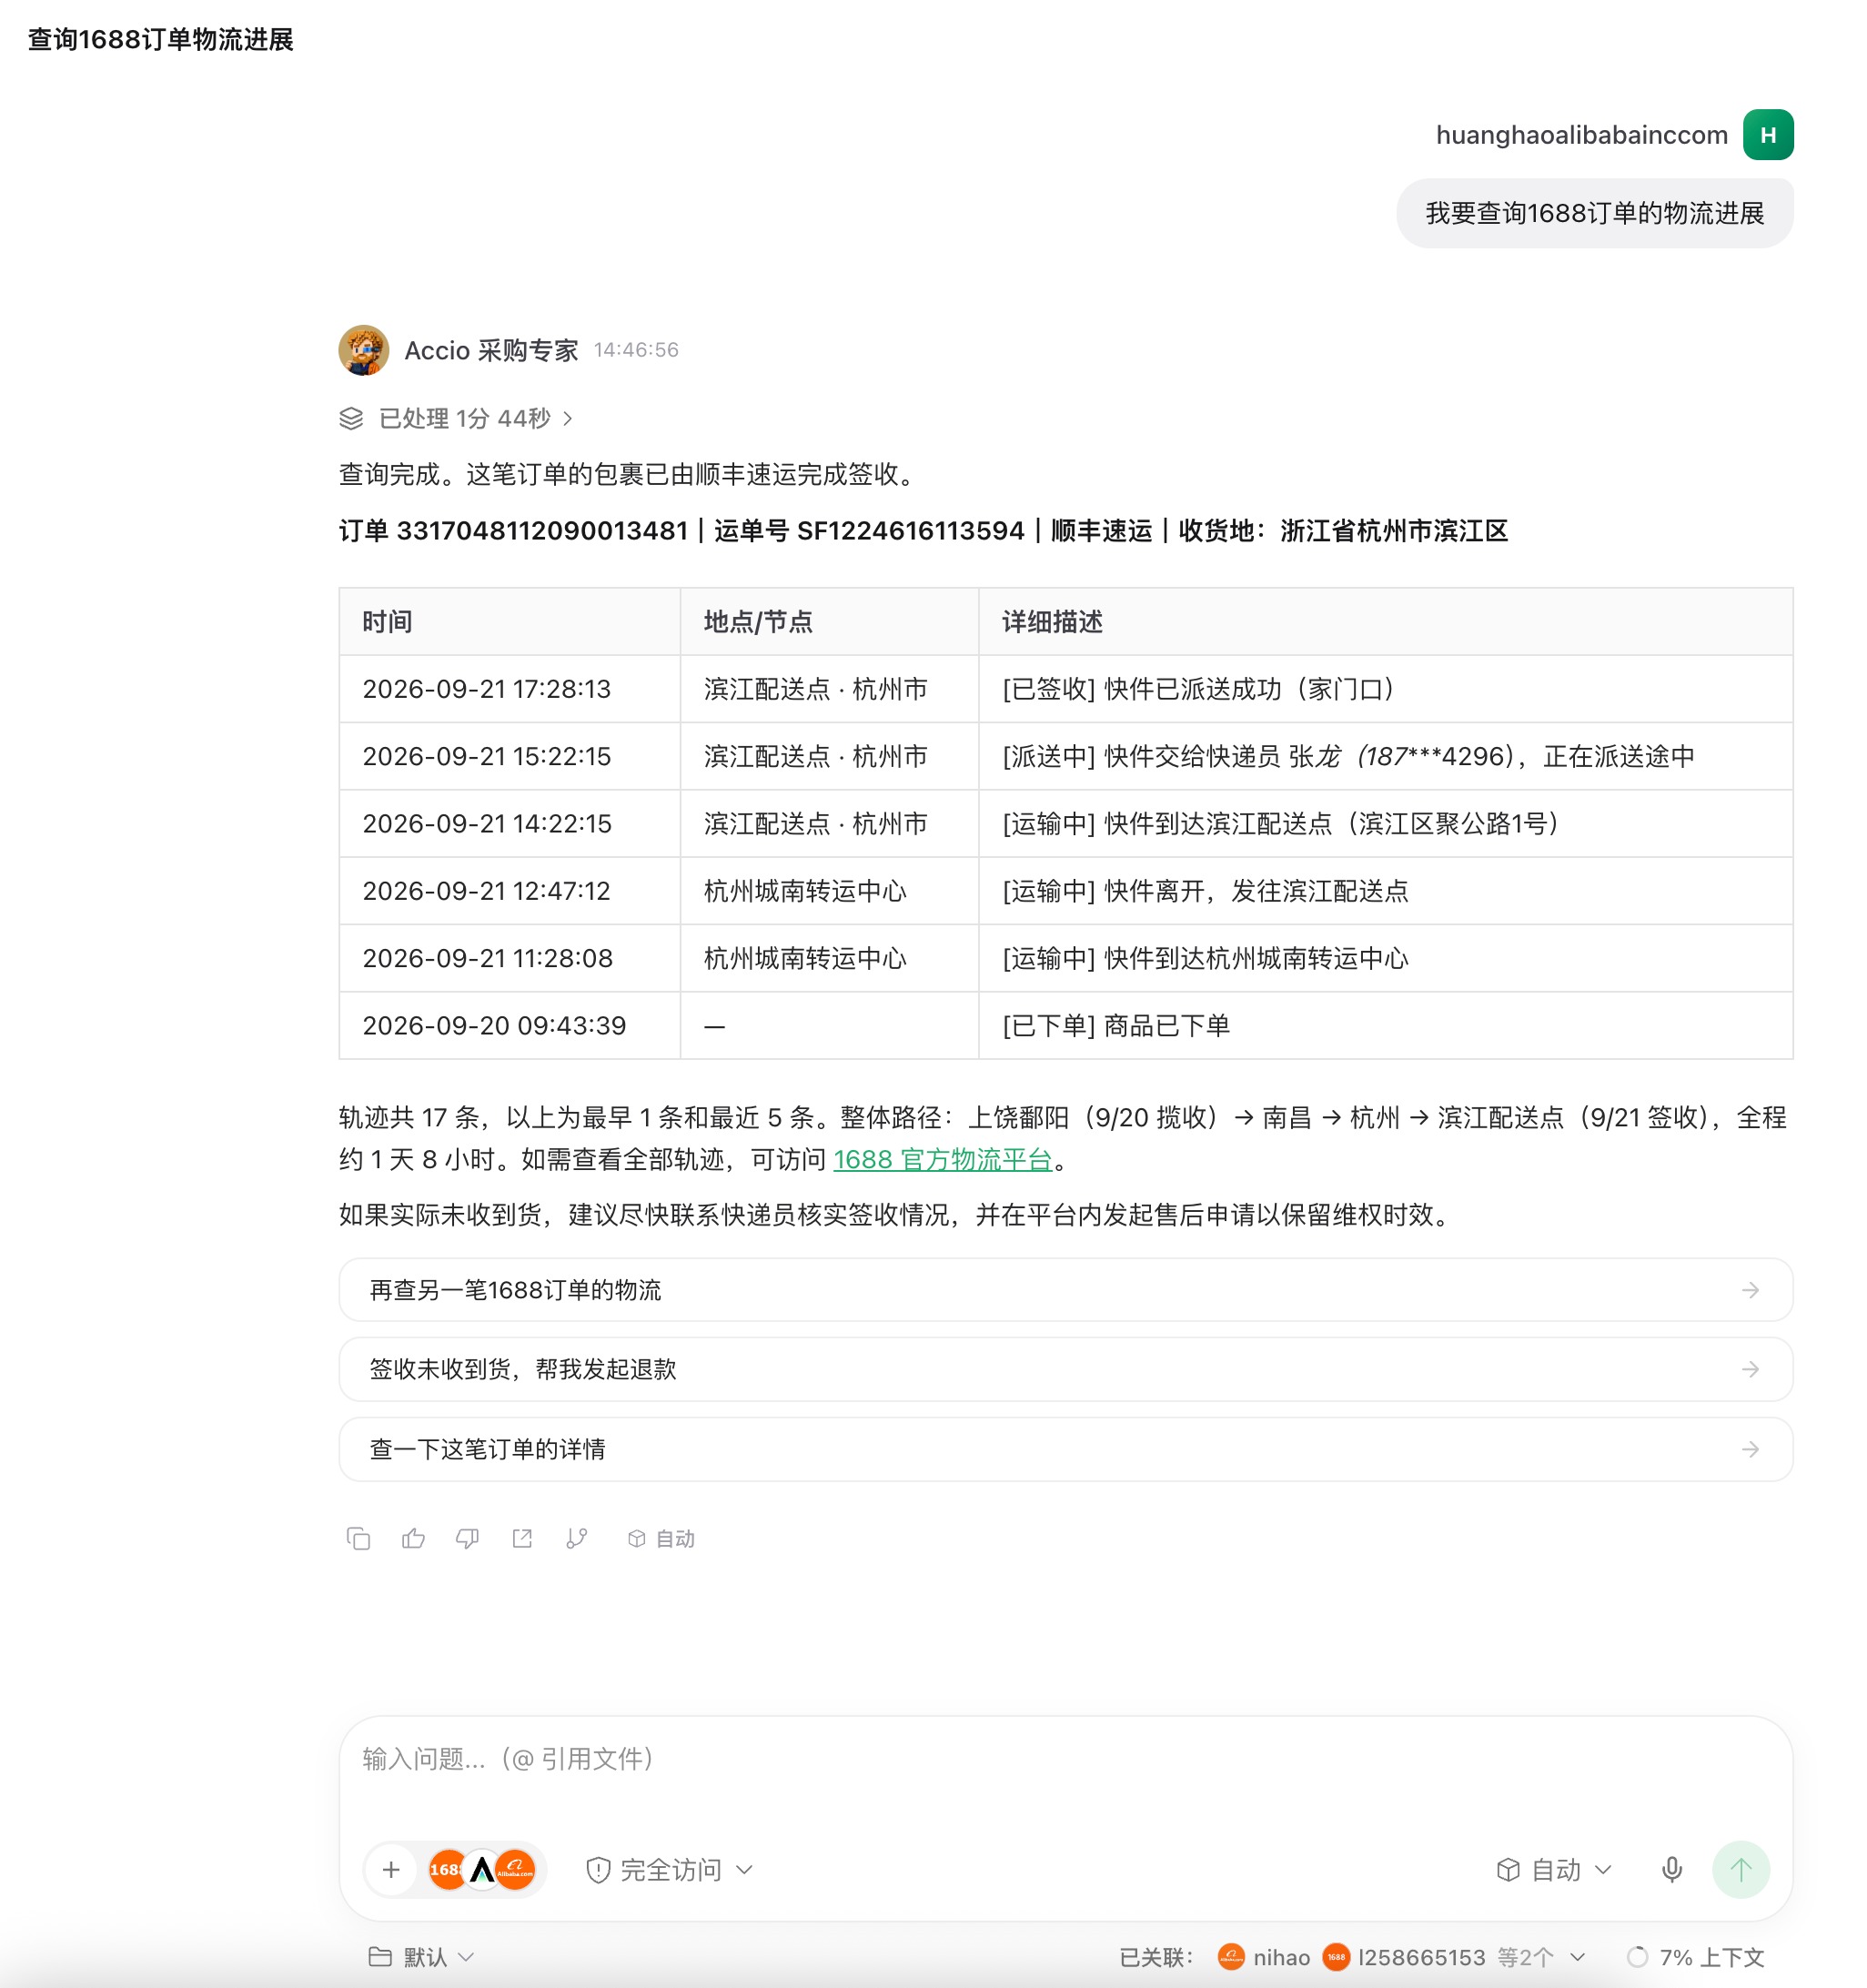 查询1688订单物流进展
huanghaoalibabainccom
H
我要查询1688订单的物流进展
Accio 采购专家 14:46:56
已处理 1分 44秒
查询完成。这笔订单的包裹已由顺丰速运完成签收。
订单 3317048112090013481 | 运单号 SF1224616113594 | 顺丰速运 | 收货地：浙江省杭州市滨江区
时间 地点/节点 详细描述
2026-09-21 17:28:13 滨江配送点 · 杭州市 [已签收] 快件已派送成功（家门口）
2026-09-21 15:22:15 滨江配送点 · 杭州市 [派送中] 快件交给快递员 张龙（187***4296），正在派送途中
2026-09-21 14:22:15 滨江配送点 · 杭州市 [运输中] 快件到达滨江配送点（滨江区聚公路1号）
2026-09-21 12:47:12 杭州城南转运中心 [运输中] 快件离开，发往滨江配送点
2026-09-21 11:28:08 杭州城南转运中心 [运输中] 快件到达杭州城南转运中心
2026-09-20 09:43:39 — [已下单] 商品已下单
轨迹共 17 条，以上为最早 1 条和最近 5 条。整体路径：上饶鄱阳（9/20 揽收）→ 南昌 → 杭州 → 滨江配送点（9/21 签收），全程
约 1 天 8 小时。如需查看全部轨迹，可访问 1688 官方物流平台。
如果实际未收到货，建议尽快联系快递员核实签收情况，并在平台内发起售后申请以保留维权时效。
再查另一笔1688订单的物流
签收未收到货，帮我发起退款
查一下这笔订单的详情
自动
输入问题...（@ 引用文件）
1688 Alibaba.com 完全访问 自动
默认 已关联： nihao 1688 l258665153 等2个 7% 上下文